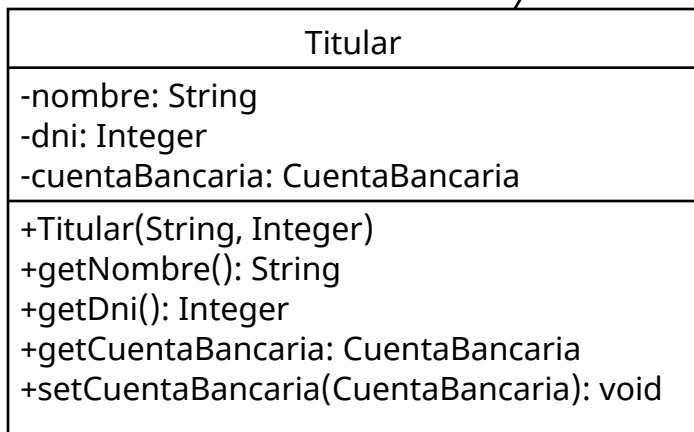 Titular
-nombre: String
-dni: Integer
-cuentaBancaria: CuentaBancaria
+Titular(String, Integer)
+getNombre(): String
+getDni(): Integer
+getCuentaBancaria: CuentaBancaria
+setCuentaBancaria(CuentaBancaria): void